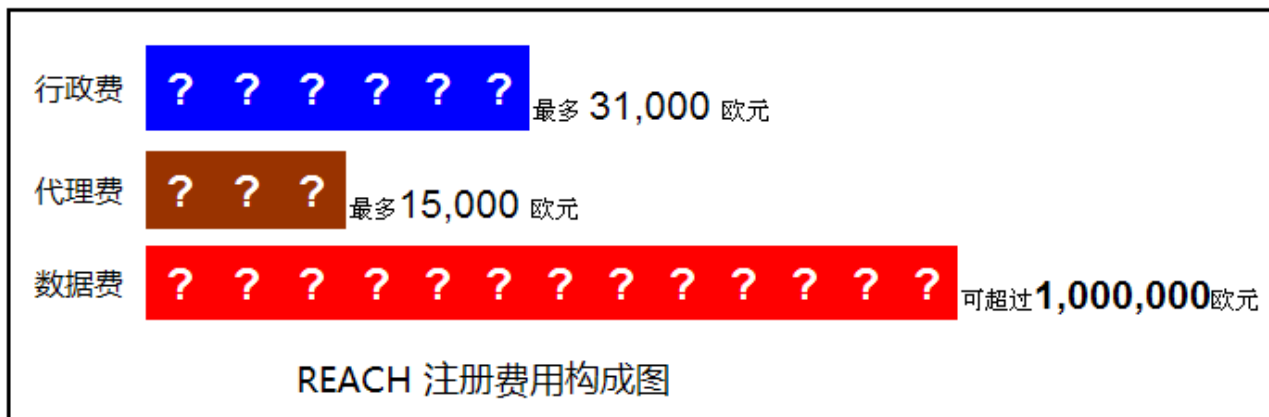 行政费 ? ? ? ? ? ? 最多 31,000 欧元
代理费 ? ? ? 最多15,000 欧元
数据费 ? ? ? ? ? ? ? ? ? ? ? ? ? 可超过1,000,000欧元
REACH 注册费用构成图